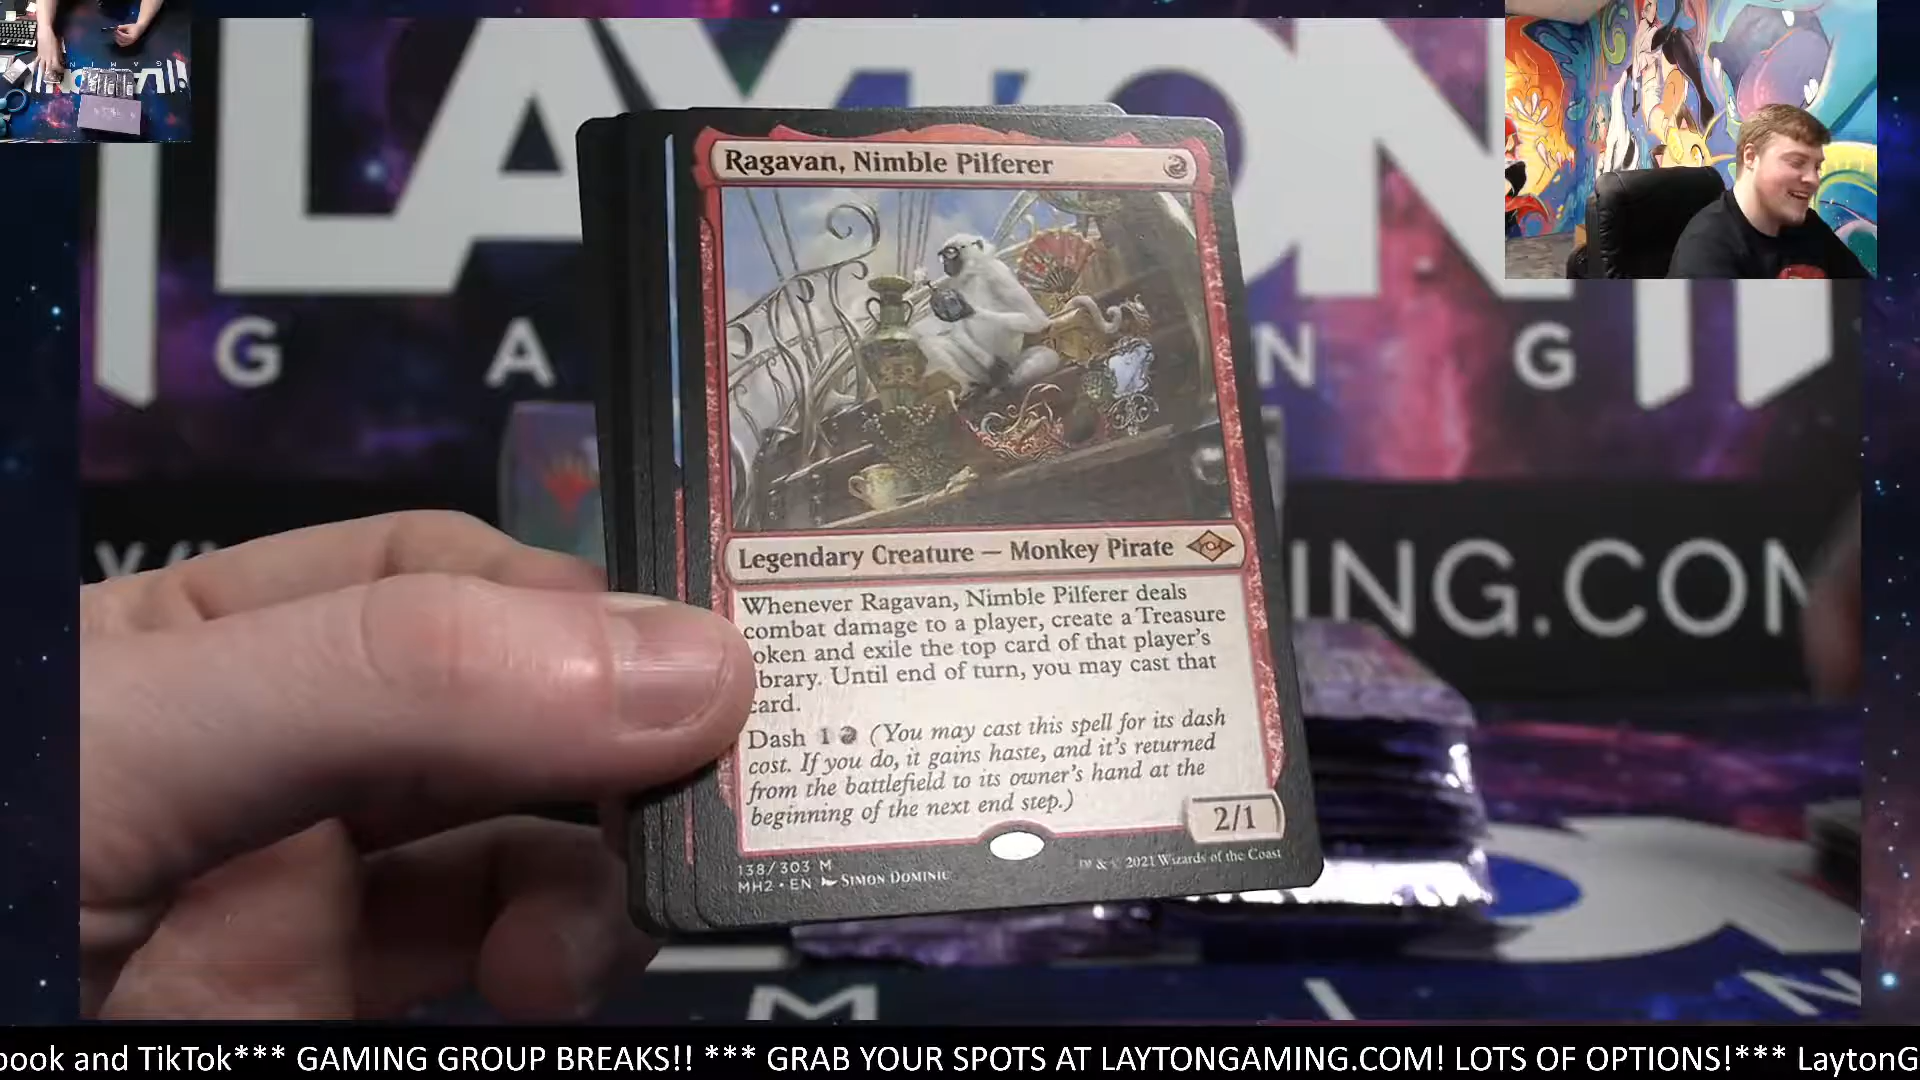 LAYTON
GAMING
ING.COM
Ragavan, Nimble Pilferer
Legendary Creature — Monkey Pirate
Whenever Ragavan, Nimble Pilferer deals
combat damage to a player, create a Treasure
oken and exile the top card of that player's
ibrary. Until end of turn, you may cast that
card.
Dash 1 (You may cast this spell for its dash
cost. If you do, it gains haste, and it's returned
from the battlefield to its owner's hand at the
beginning of the next end step.)
2/1
138/303 M
MH2 • EN SIMON DOMINIC
™ & © 2021 Wizards of the Coast
book and TikTok*** GAMING GROUP BREAKS!! *** GRAB YOUR SPOTS AT LAYTONGAMING.COM! LOTS OF OPTIONS!*** LaytonG